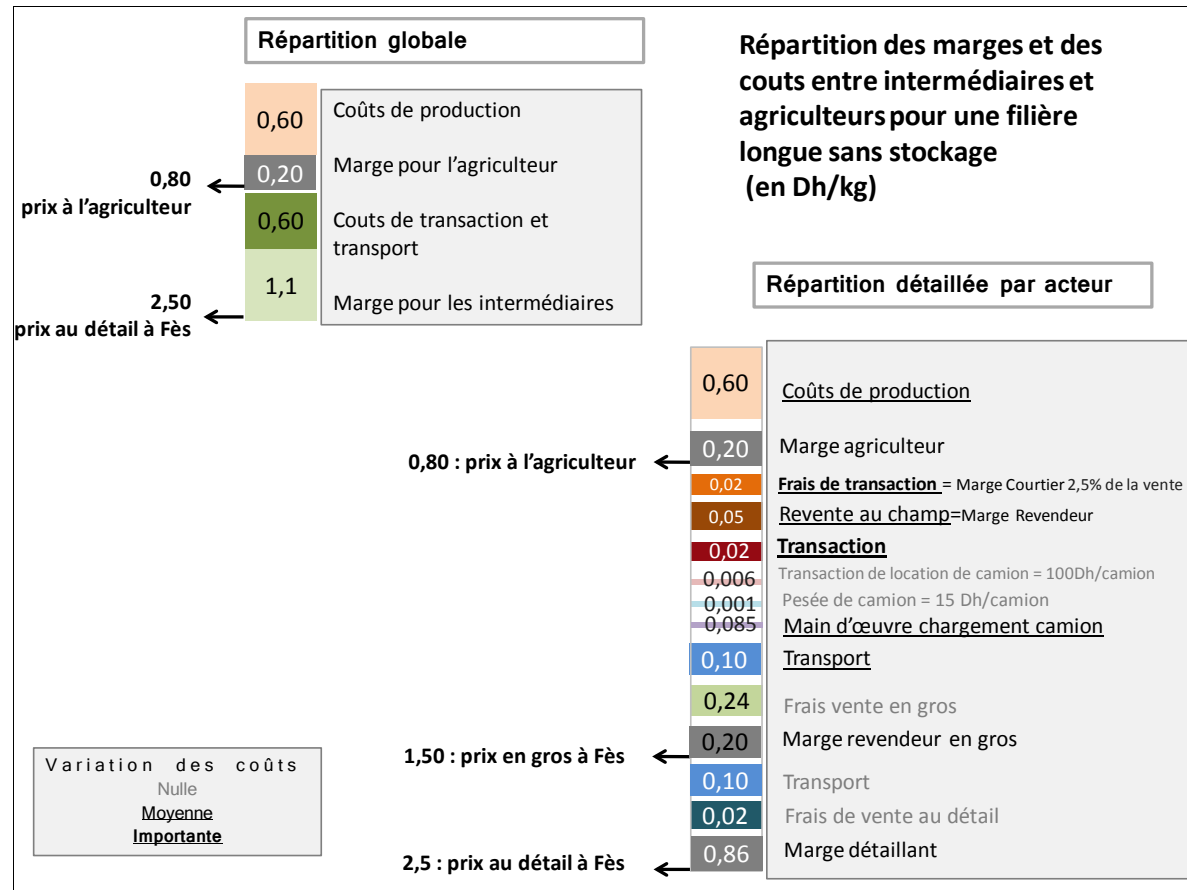 Répartition globale
0,60
0,20
0,60
1,1
Coûts de production
Marge pour l'agriculteur
Couts de transaction et
transport
Marge pour les intermédiaires
0,80
prix à l'agriculteur
2,50
prix au détail à Fès
Répartition des marges et des
couts entre intermédiaires et
agriculteurs pour une filière
longue sans stockage
(en Dh/kg)
Répartition détaillée par acteur
0,60 Coûts de production
0,20 Marge agriculteur
0,80 : prix à l'agriculteur
0,02 Frais de transaction = Marge Courtier 2,5% de la vente
0,05 Revente au champ=Marge Revendeur
0,02 Transaction
0,006 Transaction de location de camion = 100Dh/camion
0,001 Pesée de camion = 15 Dh/camion
0,085 Main d'œuvre chargement camion
0,10 Transport
0,24 Frais vente en gros
0,20 Marge revendeur en gros
1,50 : prix en gros à Fès
0,10 Transport
0,02 Frais de vente au détail
0,86 Marge détaillant
2,5 : prix au détail à Fès
Variation des coûts
Nulle
Moyenne
Importante